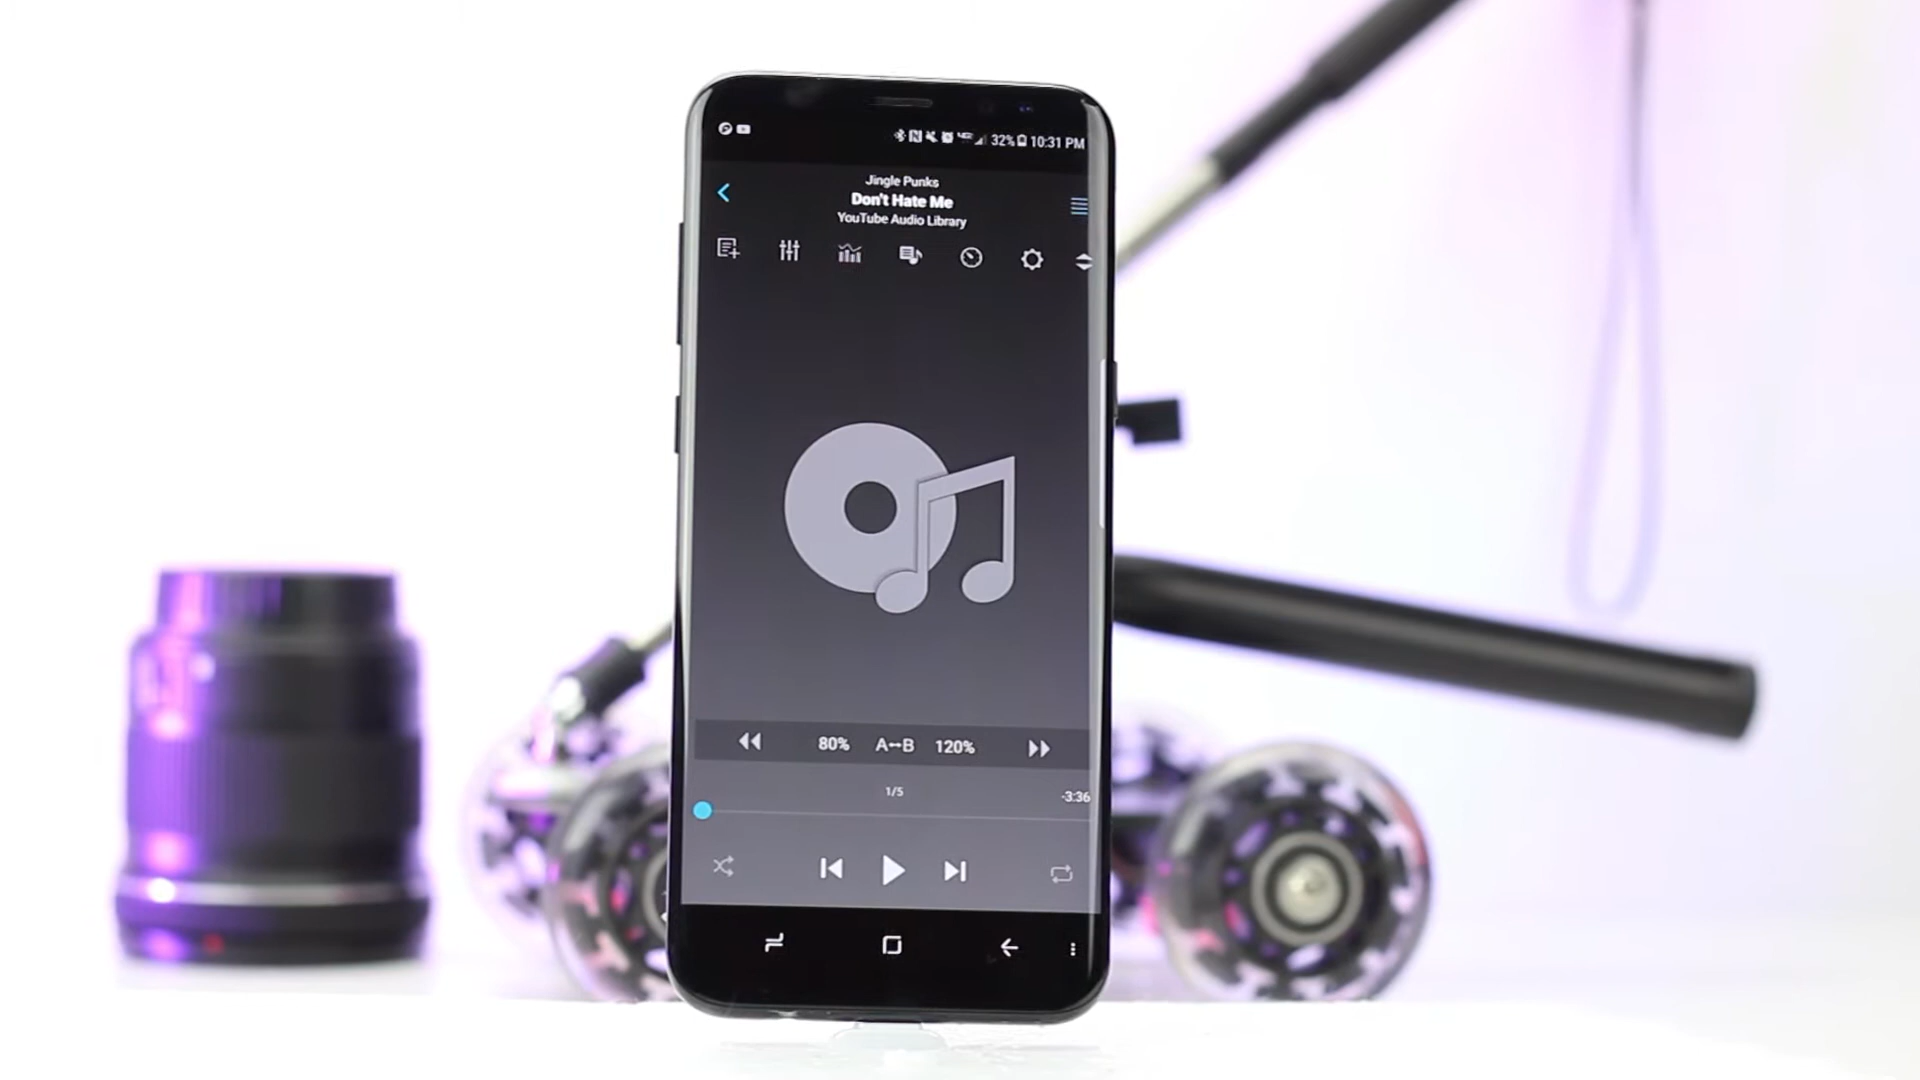 32% 10:31 PM
Jingle Punks
Don't Hate Me
YouTube Audio Library
80% A↔B 120%
1/5
-3:36